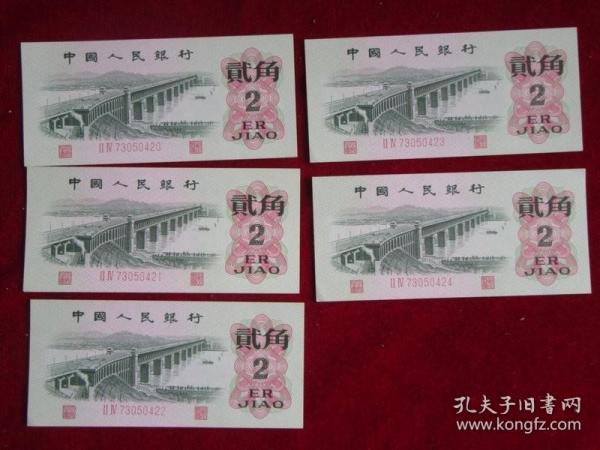 中國人民銀行
貳角
2
ER
JIAO
II IV 73050420
中國人民銀行
貳角
2
ER
JIAO
II IV 73050423
中國人民銀行
貳角
2
ER
JIAO
II IV 73050421
中國人民銀行
貳角
2
ER
JIAO
II IV 73050424
中國人民銀行
貳角
2
ER
JIAO
II IV 73050422
孔夫子旧書网
www.kongfz.com